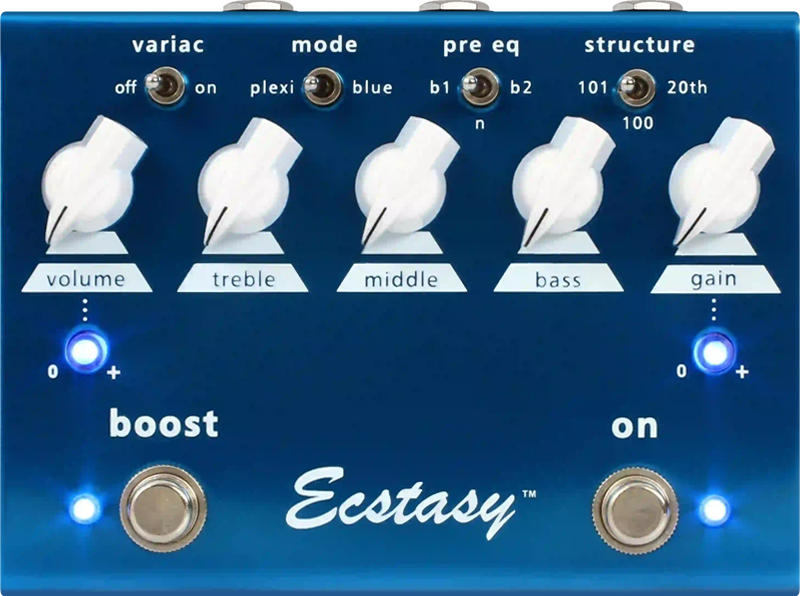 variac mode pre eq structure
off on plexi blue b1 b2 101 20th
n 100
volume treble middle bass gain
0 + 0 +
boost on
Ecstasy™